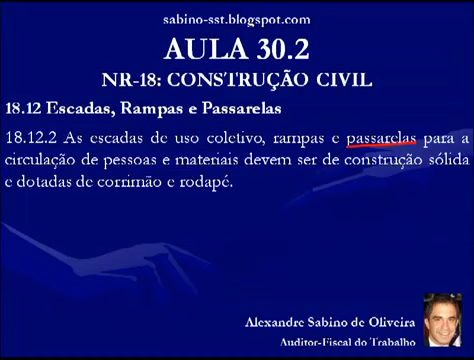 sabino-sst.blogspot.com
AULA 30.2
NR-18: CONSTRUÇÃO CIVIL
18.12 Escadas, Rampas e Passarelas
18.12.2 As escadas de uso coletivo, rampas e passarelas para a
circulação de pessoas e materiais devem ser de construção sólida
e dotadas de corrimão e rodapé.
Alexandre Sabino de Oliveira
Auditor-Fiscal do Trabalho